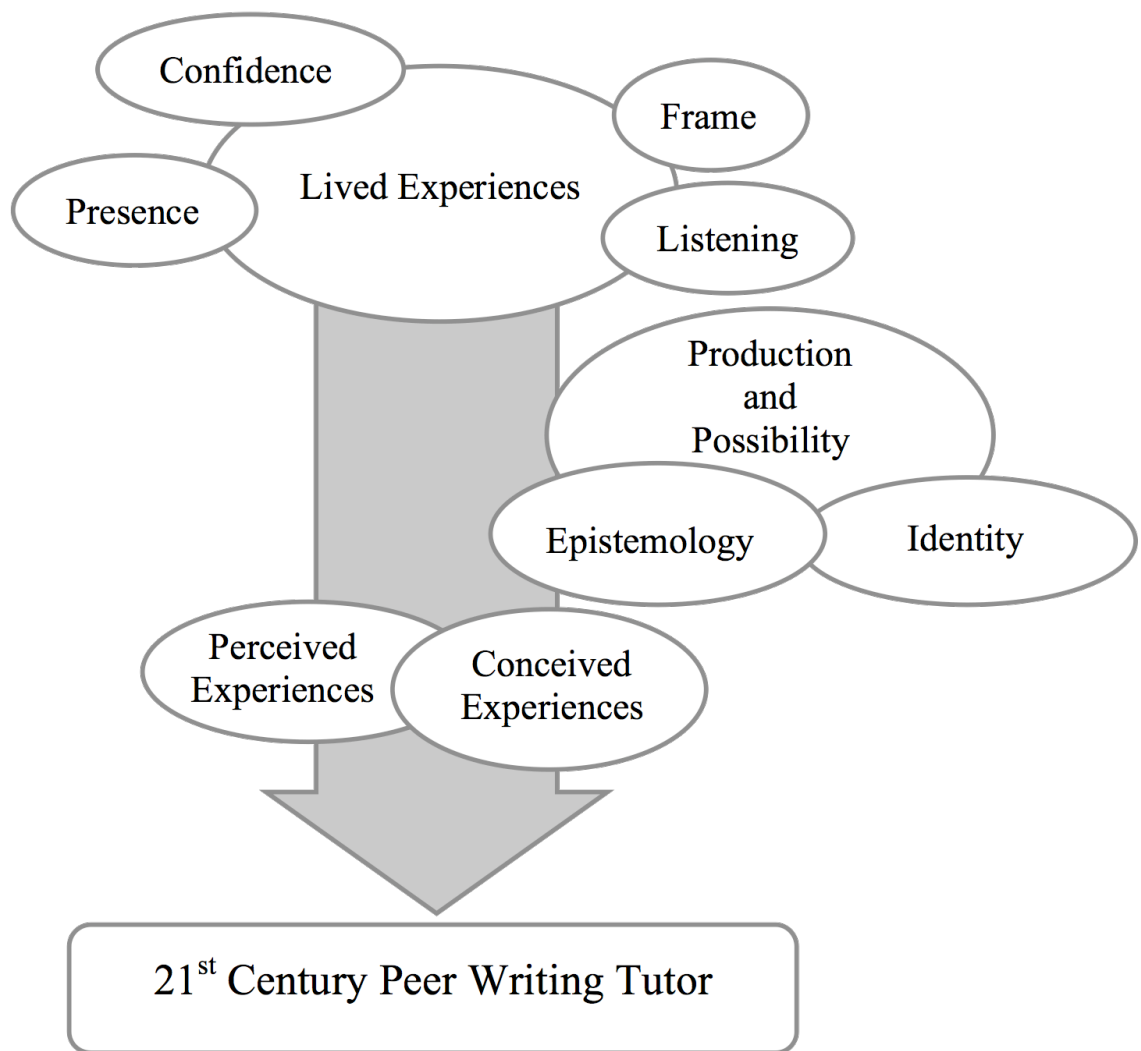 Confidence
Frame
Lived Experiences
Presence
Listening
Production
and
Possibility
Epistemology
Identity
Perceived
Experiences
Conceived
Experiences
21st Century Peer Writing Tutor